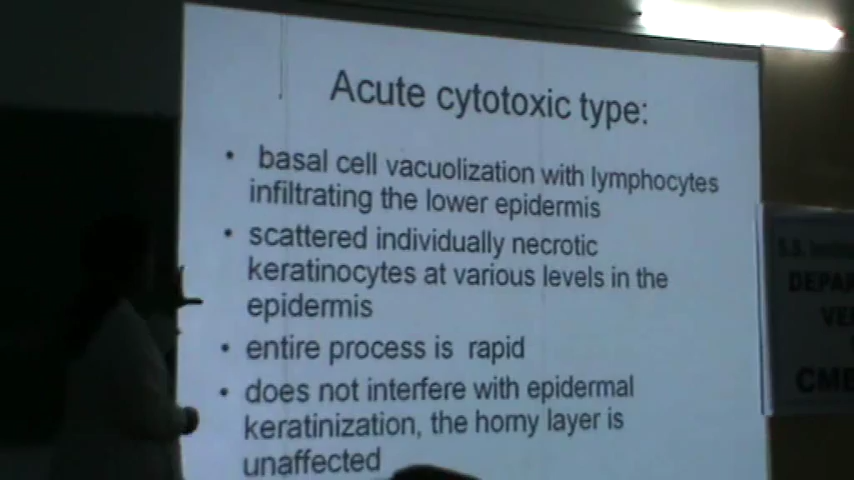 Acute cytotoxic type:
• basal cell vacuolization with lymphocytes
infiltrating the lower epidermis
• scattered individually necrotic
keratinocytes at various levels in the
epidermis
• entire process is rapid
• does not interfere with epidermal
keratinization, the horny layer is
unaffected
S.S.
DEPA
VE
CME